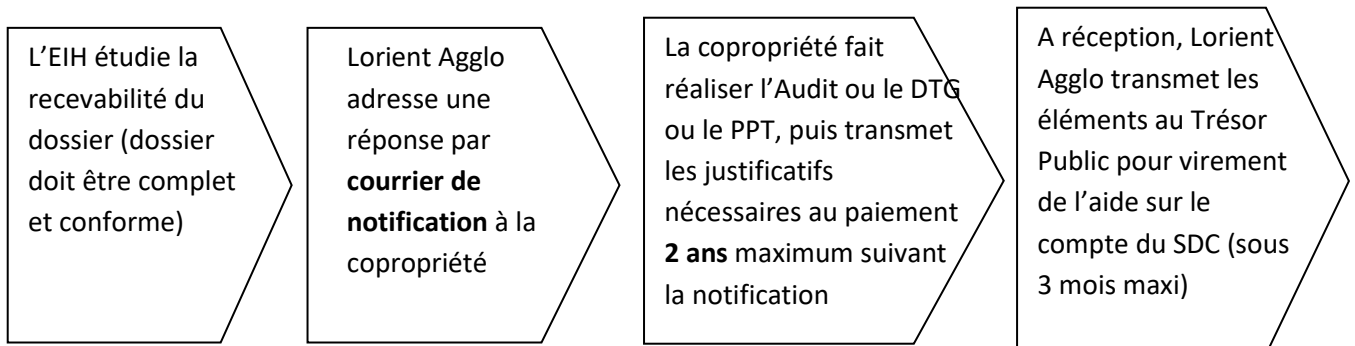 L’EIH étudie la
recevabilité du
dossier (dossier
doit être complet
et conforme)
Lorient Agglo
adresse une
réponse par
courrier de
notification à la
copropriété
La copropriété fait
réaliser l’Audit ou le DTG
ou le PPT, puis transmet
les justificatifs
nécessaires au paiement
2 ans maximum suivant
la notification
A réception, Lorient
Agglo transmet les
éléments au Trésor
Public pour virement
de l’aide sur le
compte du SDC (sous
3 mois maxi)